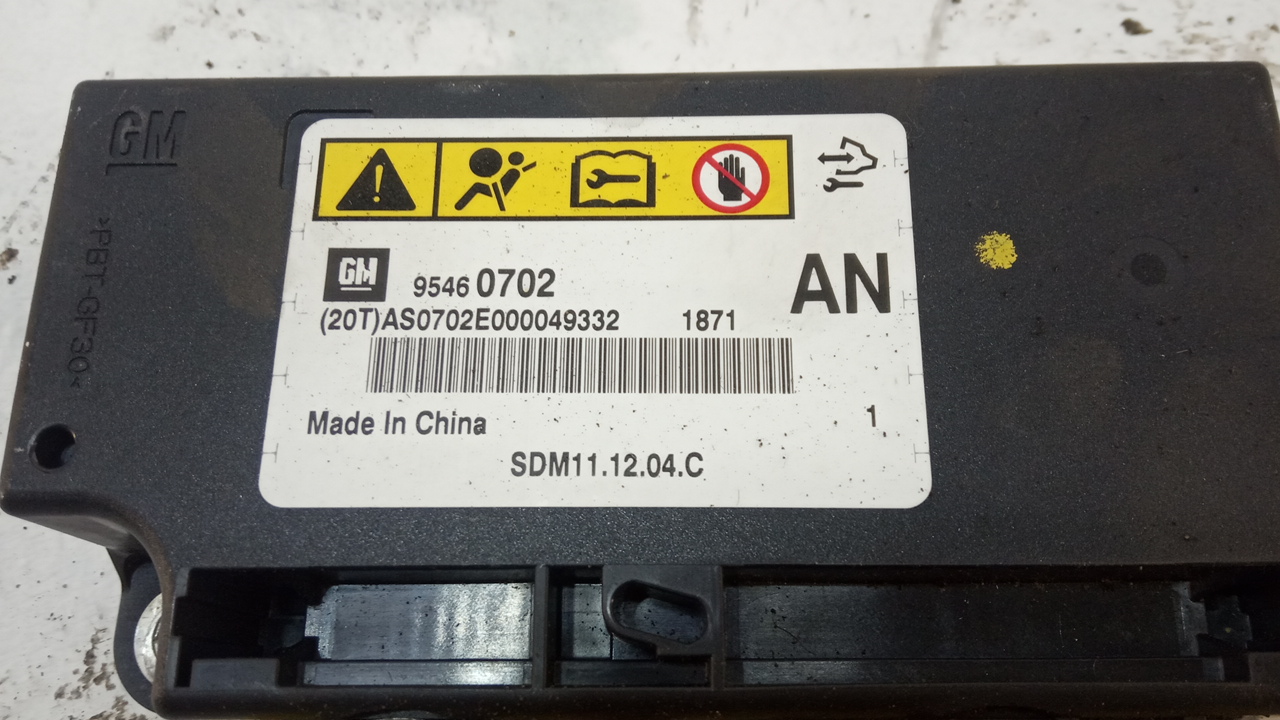 GM
>PBT-GF30<
GM 9546 0702 AN
(20T)AS0702E000049332 1871
Made In China 1
SDM11.12.04.C